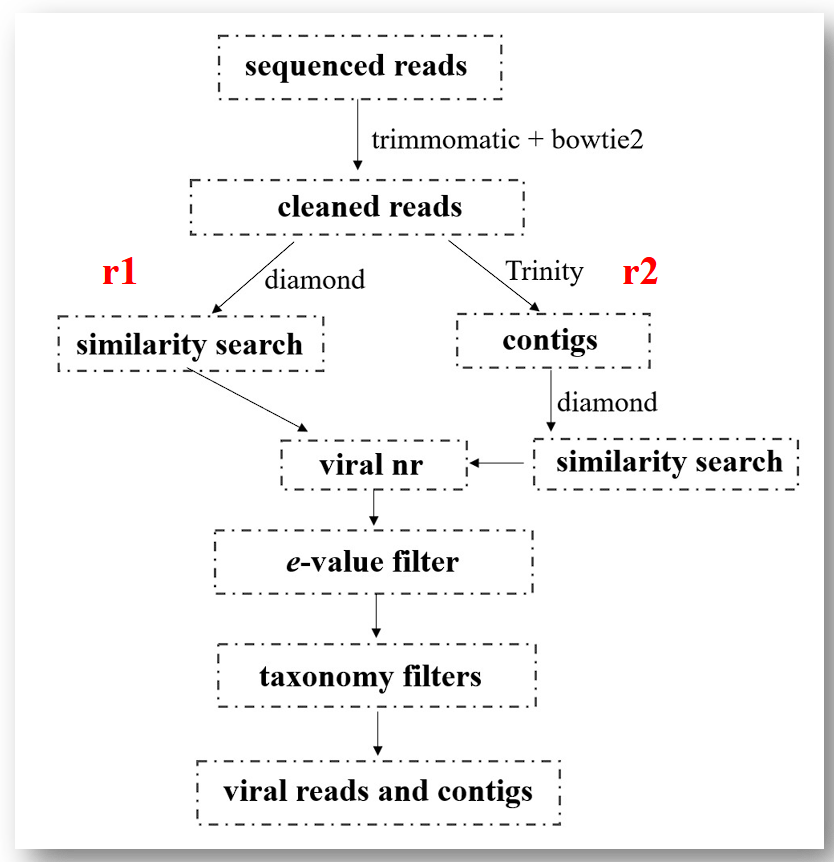 sequenced reads
trimmomatic + bowtie2
cleaned reads
r1
diamond
Trinity
r2
similarity search
contigs
diamond
viral nr
similarity search
e-value filter
taxonomy filters
viral reads and contigs